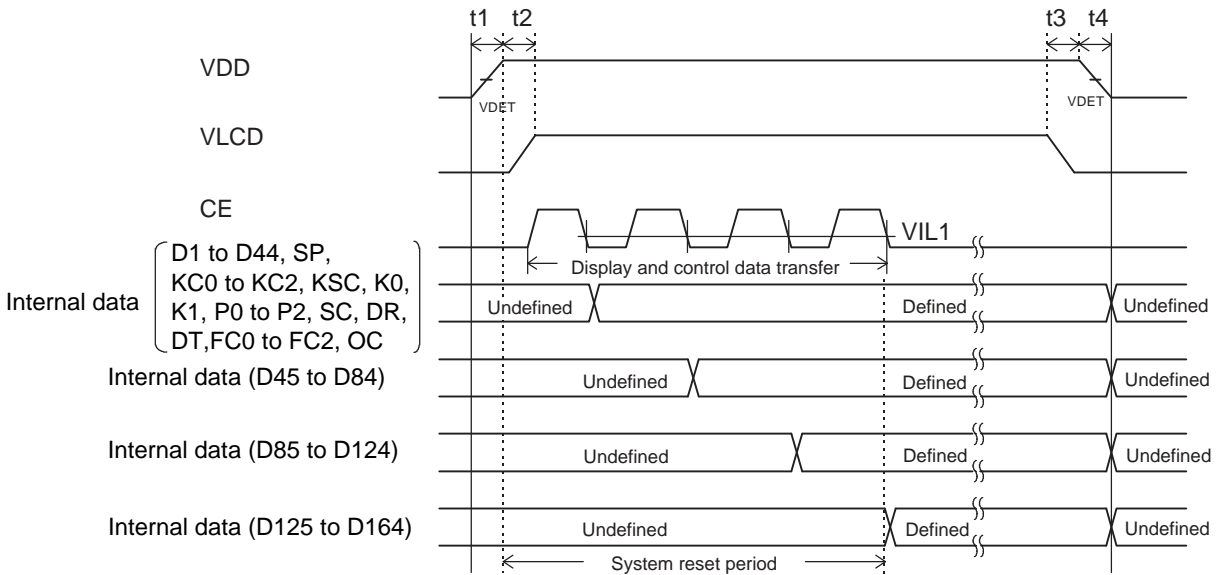 t1 t2 t3 t4
VDD
VDET VDET
VLCD
CE
VIL1
D1 to D44, SP,
Display and control data transfer
KC0 to KC2, KSC, K0,
Internal data
K1, P0 to P2, SC, DR,
Undefined Defined Undefined
DT,FC0 to FC2, OC
Internal data (D45 to D84) Undefined Defined Undefined
Internal data (D85 to D124) Undefined Defined Undefined
Internal data (D125 to D164) Undefined Defined Undefined
System reset period